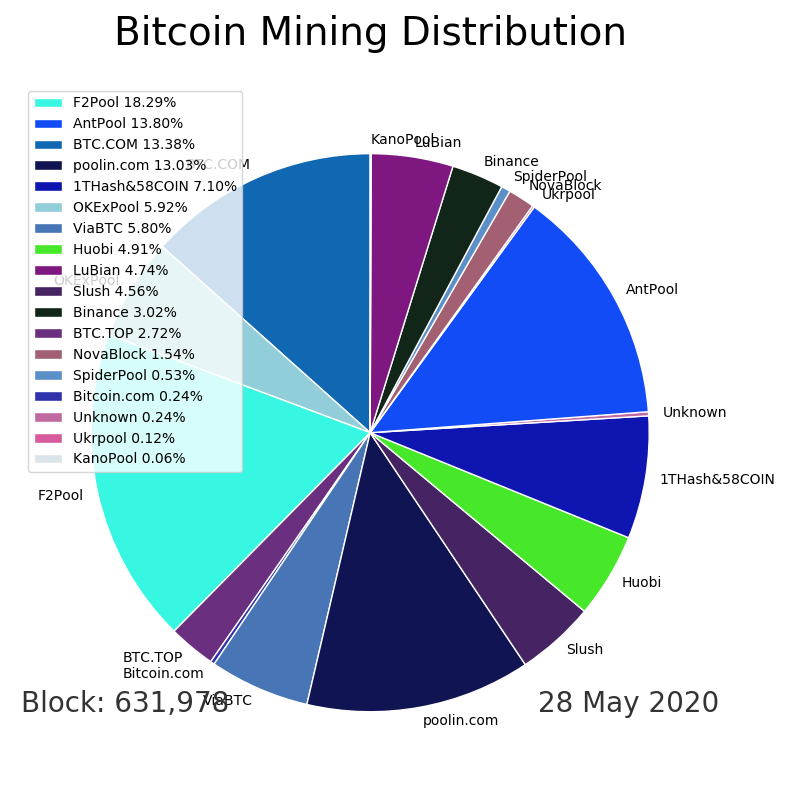 Bitcoin Mining Distribution
F2Pool 18.29%
AntPool 13.80%
BTC.COM 13.38%
poolin.com 13.03%
1THash&58COIN 7.10%
OKExPool 5.92%
ViaBTC 5.80%
Huobi 4.91%
LuBian 4.74%
Slush 4.56%
Binance 3.02%
BTC.TOP 2.72%
NovaBlock 1.54%
SpiderPool 0.53%
Bitcoin.com 0.24%
Unknown 0.24%
Ukrpool 0.12%
KanoPool 0.06%
KanoPool
LuBian
Binance
SpiderPool
NovaBlock
Ukrpool
AntPool
Unknown
1THash&58COIN
Huobi
Slush
poolin.com
ViaBTC
Bitcoin.com
BTC.TOP
F2Pool
OKExPool
BTC.COM
Block: 631,978
28 May 2020